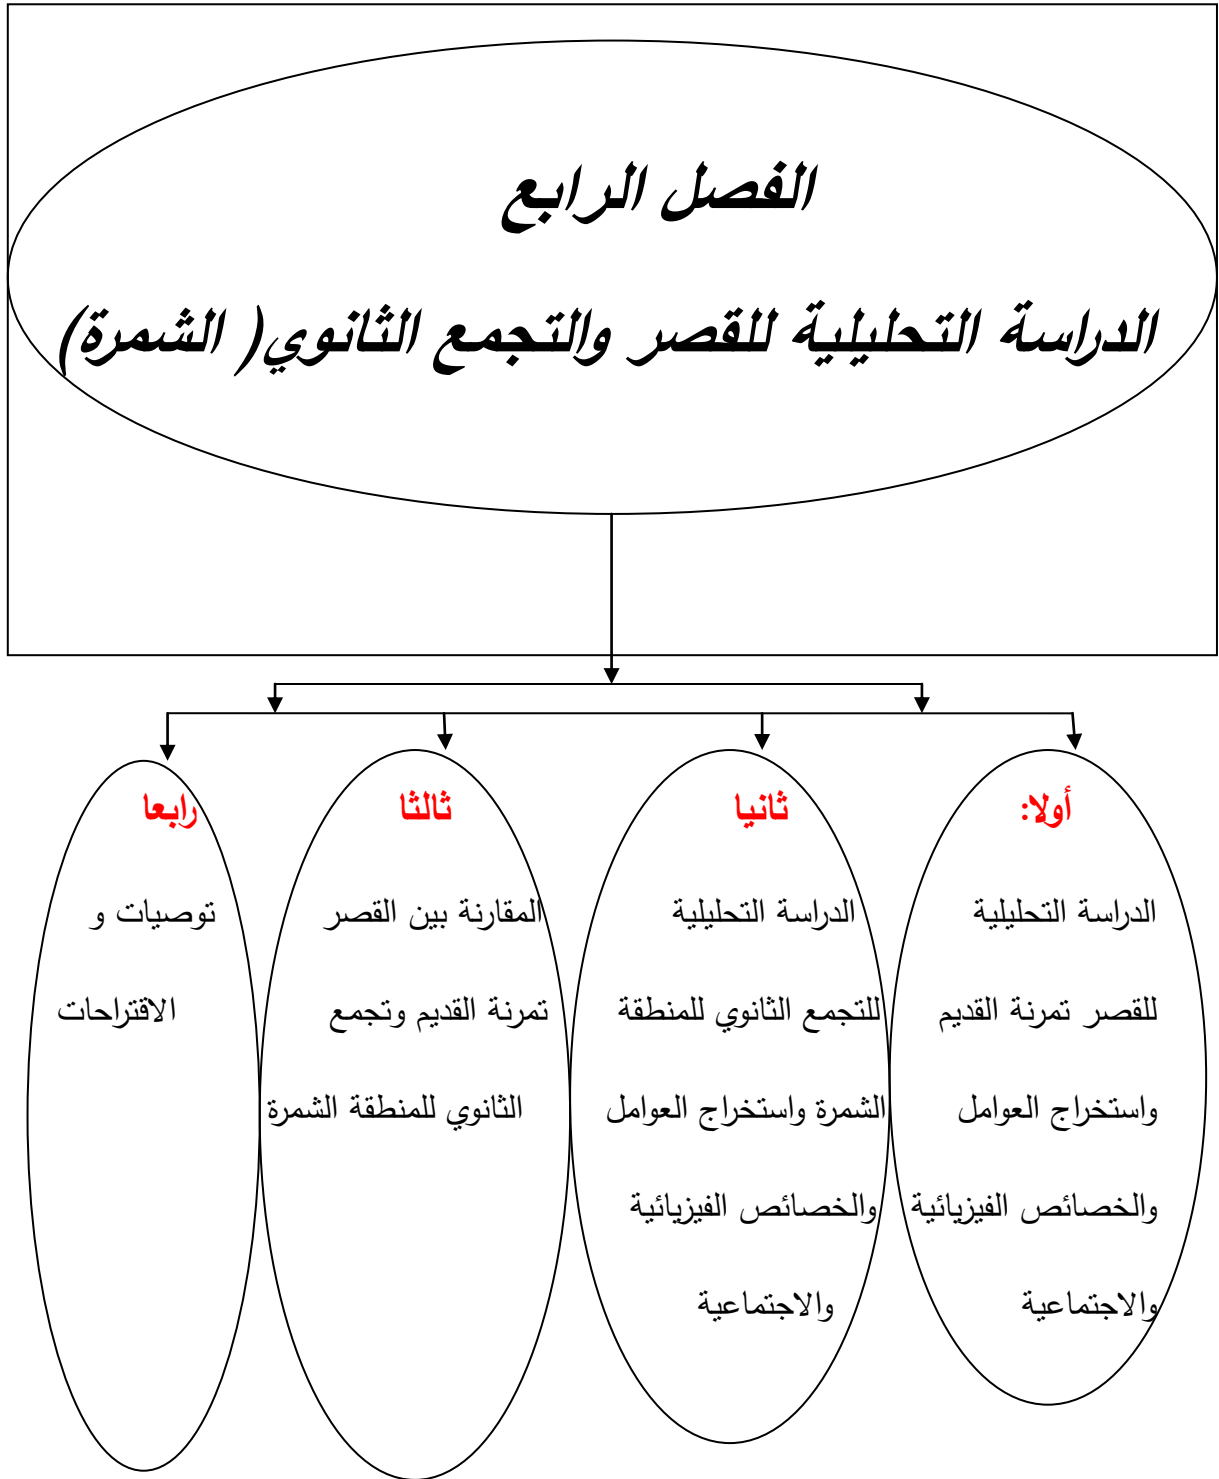 الفصل الرابع
الدراسة التحليلية للقصر والتجمع الثانوي( الشمرة)
أولا:
الدراسة التحليلية
للقصر تمرنة القديم
واستخراج العوامل
والخصائص الفيزيائية
والاجتماعية
ثانيا
الدراسة التحليلية
للتجمع الثانوي للمنطقة
الشمرة واستخراج العوامل
والخصائص الفيزيائية
والاجتماعية
ثالثا
المقارنة بين القصر
تمرنة القديم وتجمع
الثانوي للمنطقة الشمرة
رابعا
توصيات و
الاقتراحات